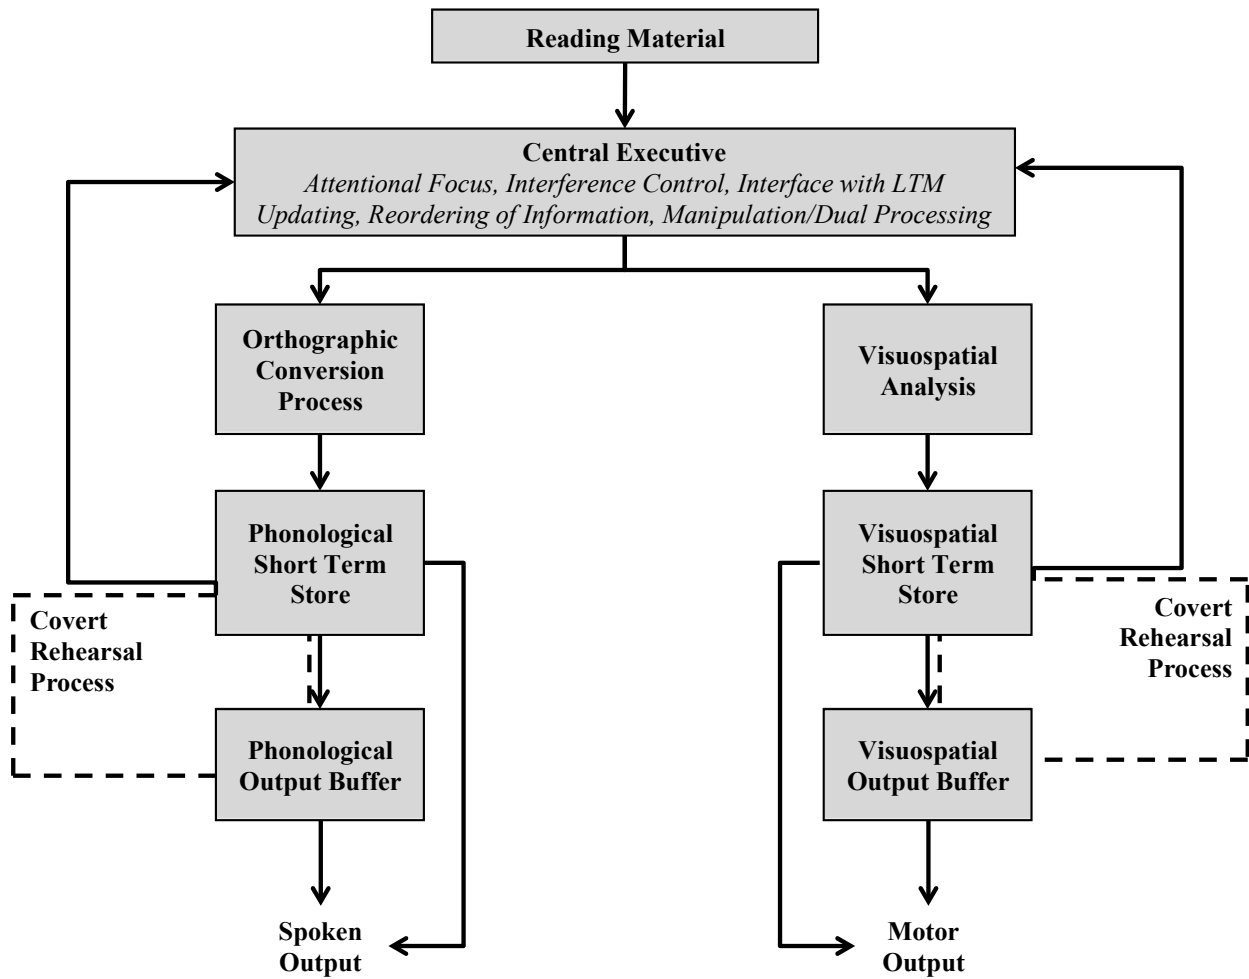 Reading Material
Central Executive
Attentional Focus, Interference Control, Interface with LTM
Updating, Reordering of Information, Manipulation/Dual Processing
Orthographic
Conversion
Process
Visuospatial
Analysis
Phonological
Short Term
Store
Visuospatial
Short Term
Store
Covert
Rehearsal
Process
Covert
Rehearsal
Process
Phonological
Output Buffer
Visuospatial
Output Buffer
Spoken
Output
Motor
Output